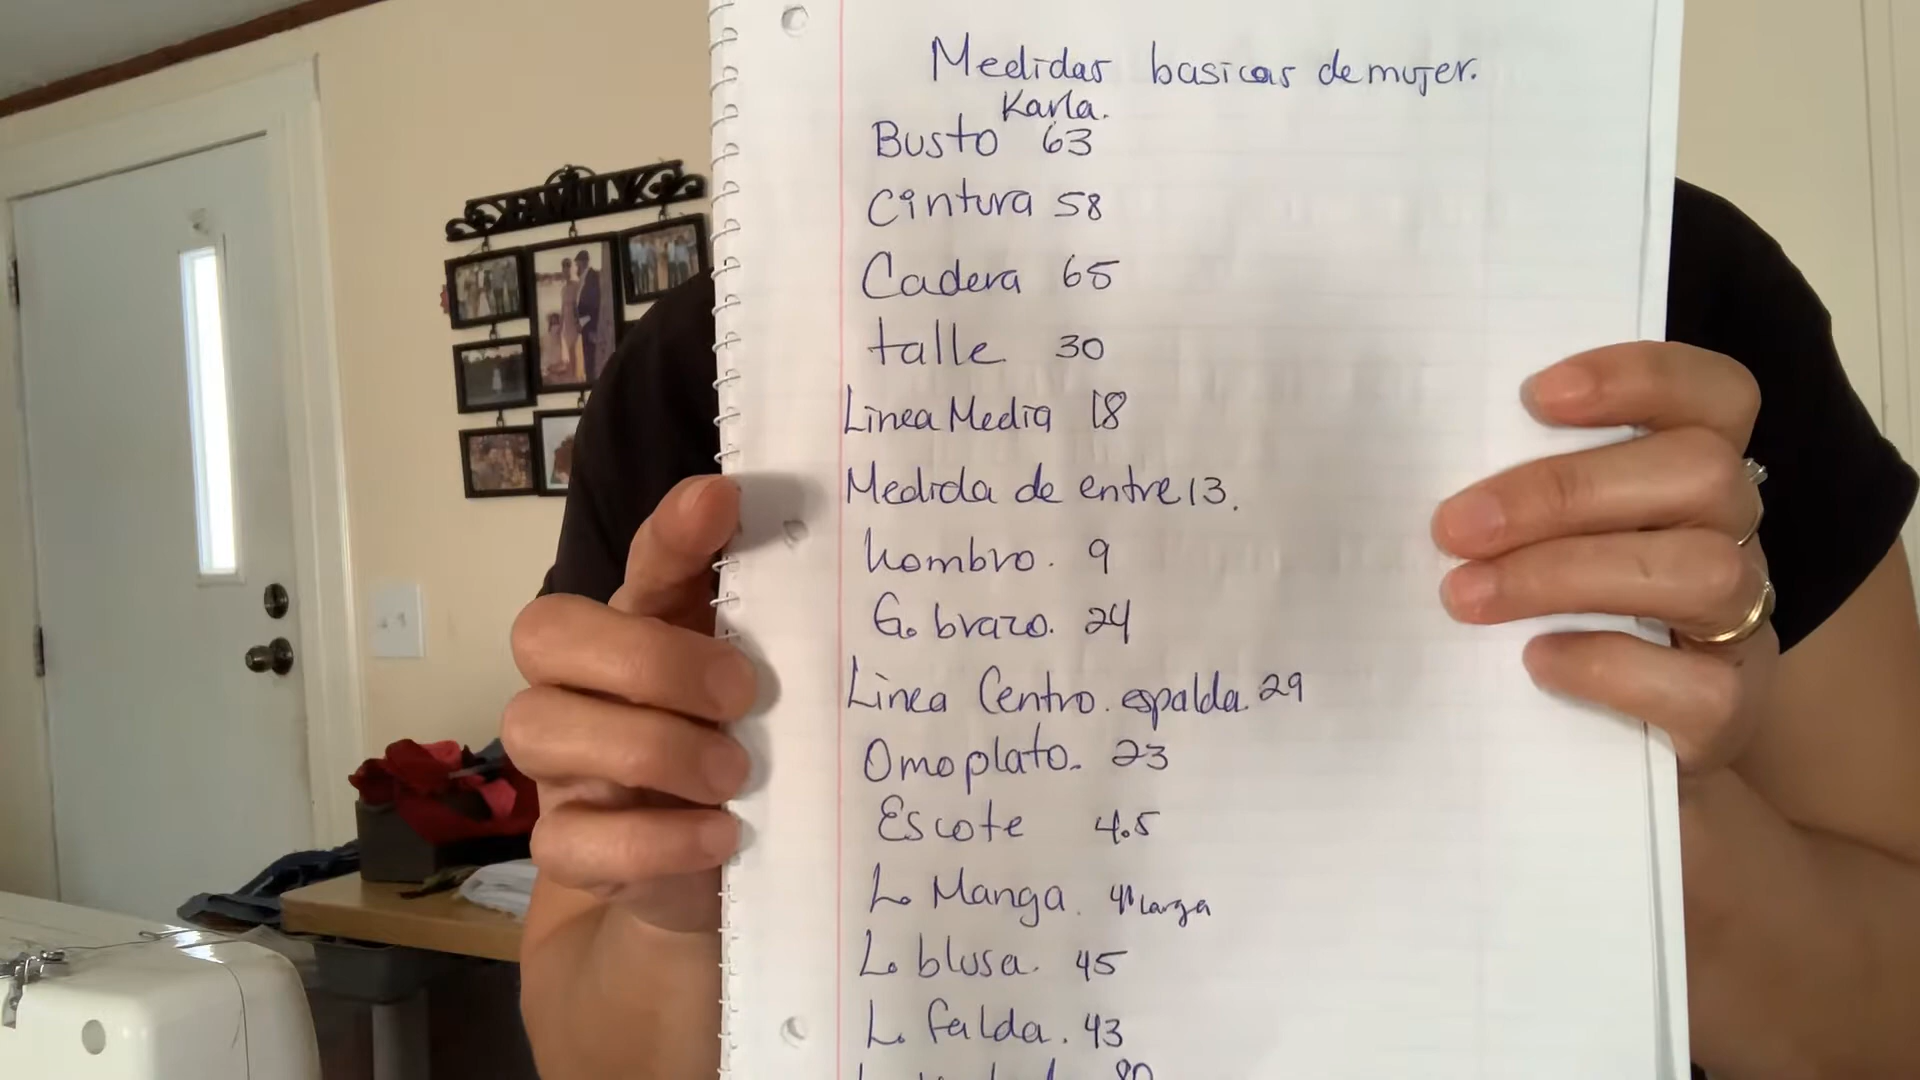 FAMILY
Medidas basicas de mujer.
Karla.
Busto 63
Cintura 58
Cadera 65
talle 30
Linea Media 18
Medida de entre 13.
hombro. 9
G. brazo. 24
Linea Centro. espalda. 29
Omoplato. 23
Escote 4.5
L. Manga. 41 Larga
L. blusa. 45
L. falda. 43